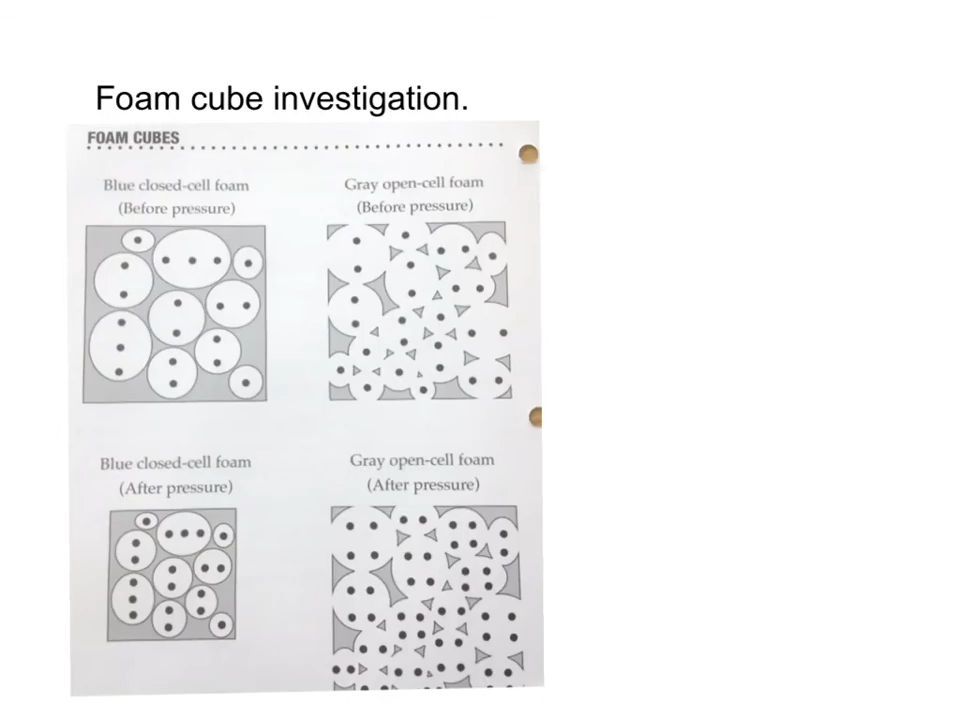 Foam cube investigation.
FOAM CUBES
Blue closed-cell foam
(Before pressure)
Gray open-cell foam
(Before pressure)
Blue closed-cell foam
(After pressure)
Gray open-cell foam
(After pressure)